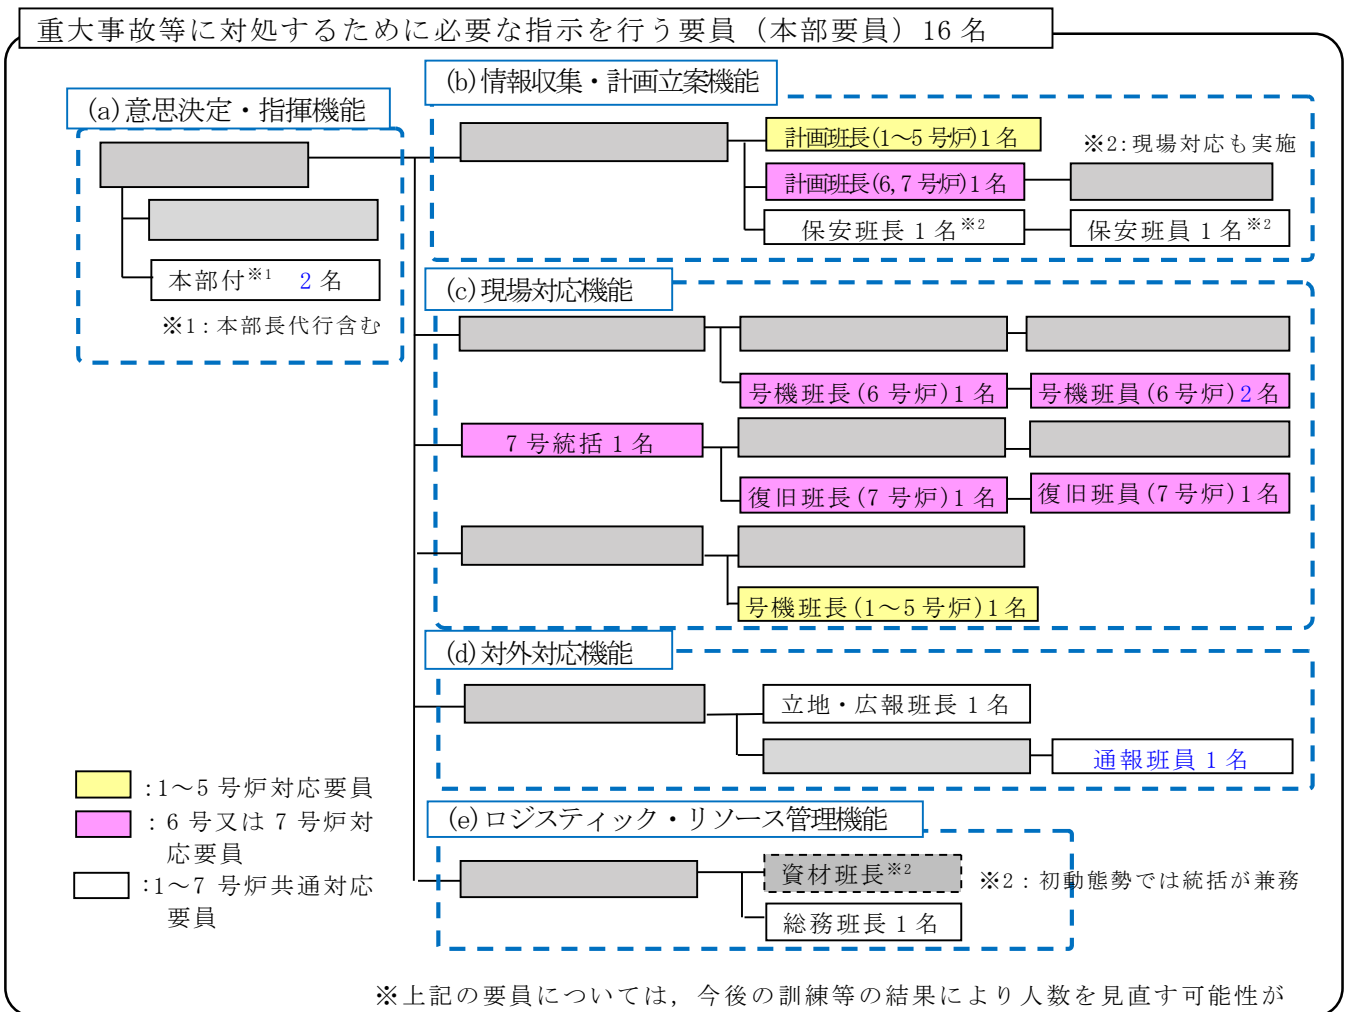 重大事故等に対処するために必要な指示を行う要員（本部要員）16 名
(a)意思決定・指揮機能
本部付※1 2 名
※1：本部長代行含む
(b)情報収集・計画立案機能
計画班長(1～5 号炉)1 名
※2:現場対応も実施
計画班長(6,7 号炉)1 名
保安班長 1 名※2
保安班員 1 名※2
(c)現場対応機能
号機班長(6 号炉)1 名
号機班員(6 号炉)2 名
7 号統括 1 名
復旧班長(7 号炉)1 名
復旧班員(7 号炉)1 名
号機班長(1～5 号炉)1 名
(d)対外対応機能
立地・広報班長 1 名
通報班員 1 名
(e)ロジスティック・リソース管理機能
資材班長※2
※2：初動態勢では統括が兼務
総務班長 1 名
:1～5 号炉対応要員
：6 号又は 7 号炉対
応要員
:1～7 号炉共通対応
要員
※上記の要員については，今後の訓練等の結果により人数を見直す可能性が